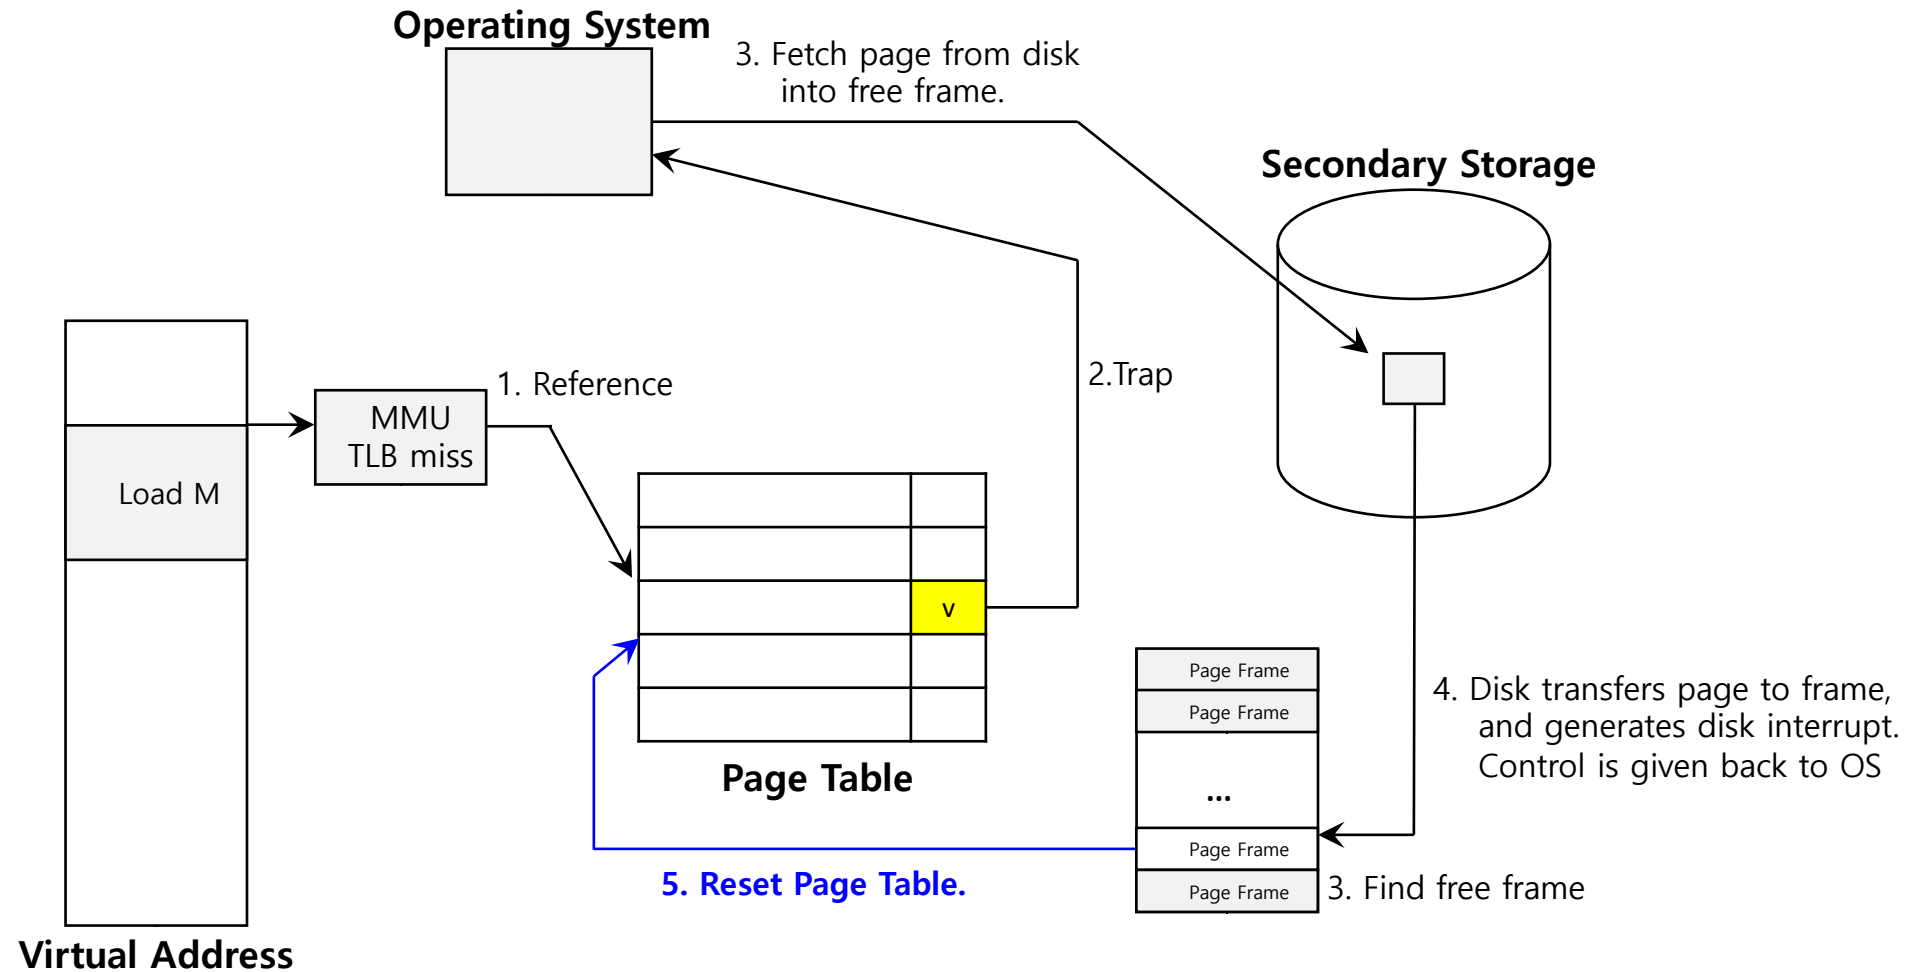 Operating System
3. Fetch page from disk
into free frame.
Secondary Storage
1. Reference
2.Trap
MMU
TLB miss
Load M
v
Page Table
Page Frame
Page Frame
...
Page Frame
Page Frame
4. Disk transfers page to frame,
and generates disk interrupt.
Control is given back to OS
5. Reset Page Table.
3. Find free frame
Virtual Address